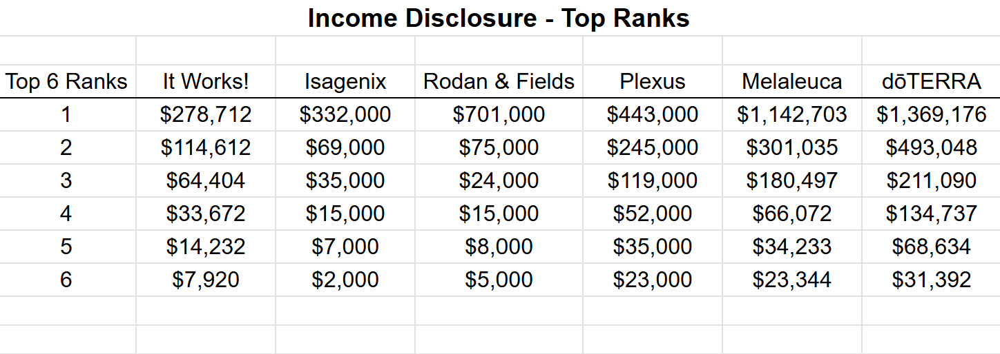 Income Disclosure - Top Ranks
Top 6 Ranks It Works! Isagenix Rodan & Fields Plexus Melaleuca dōTERRA
1 $278,712 $332,000 $701,000 $443,000 $1,142,703 $1,369,176
2 $114,612 $69,000 $75,000 $245,000 $301,035 $493,048
3 $64,404 $35,000 $24,000 $119,000 $180,497 $211,090
4 $33,672 $15,000 $15,000 $52,000 $66,072 $134,737
5 $14,232 $7,000 $8,000 $35,000 $34,233 $68,634
6 $7,920 $2,000 $5,000 $23,000 $23,344 $31,392